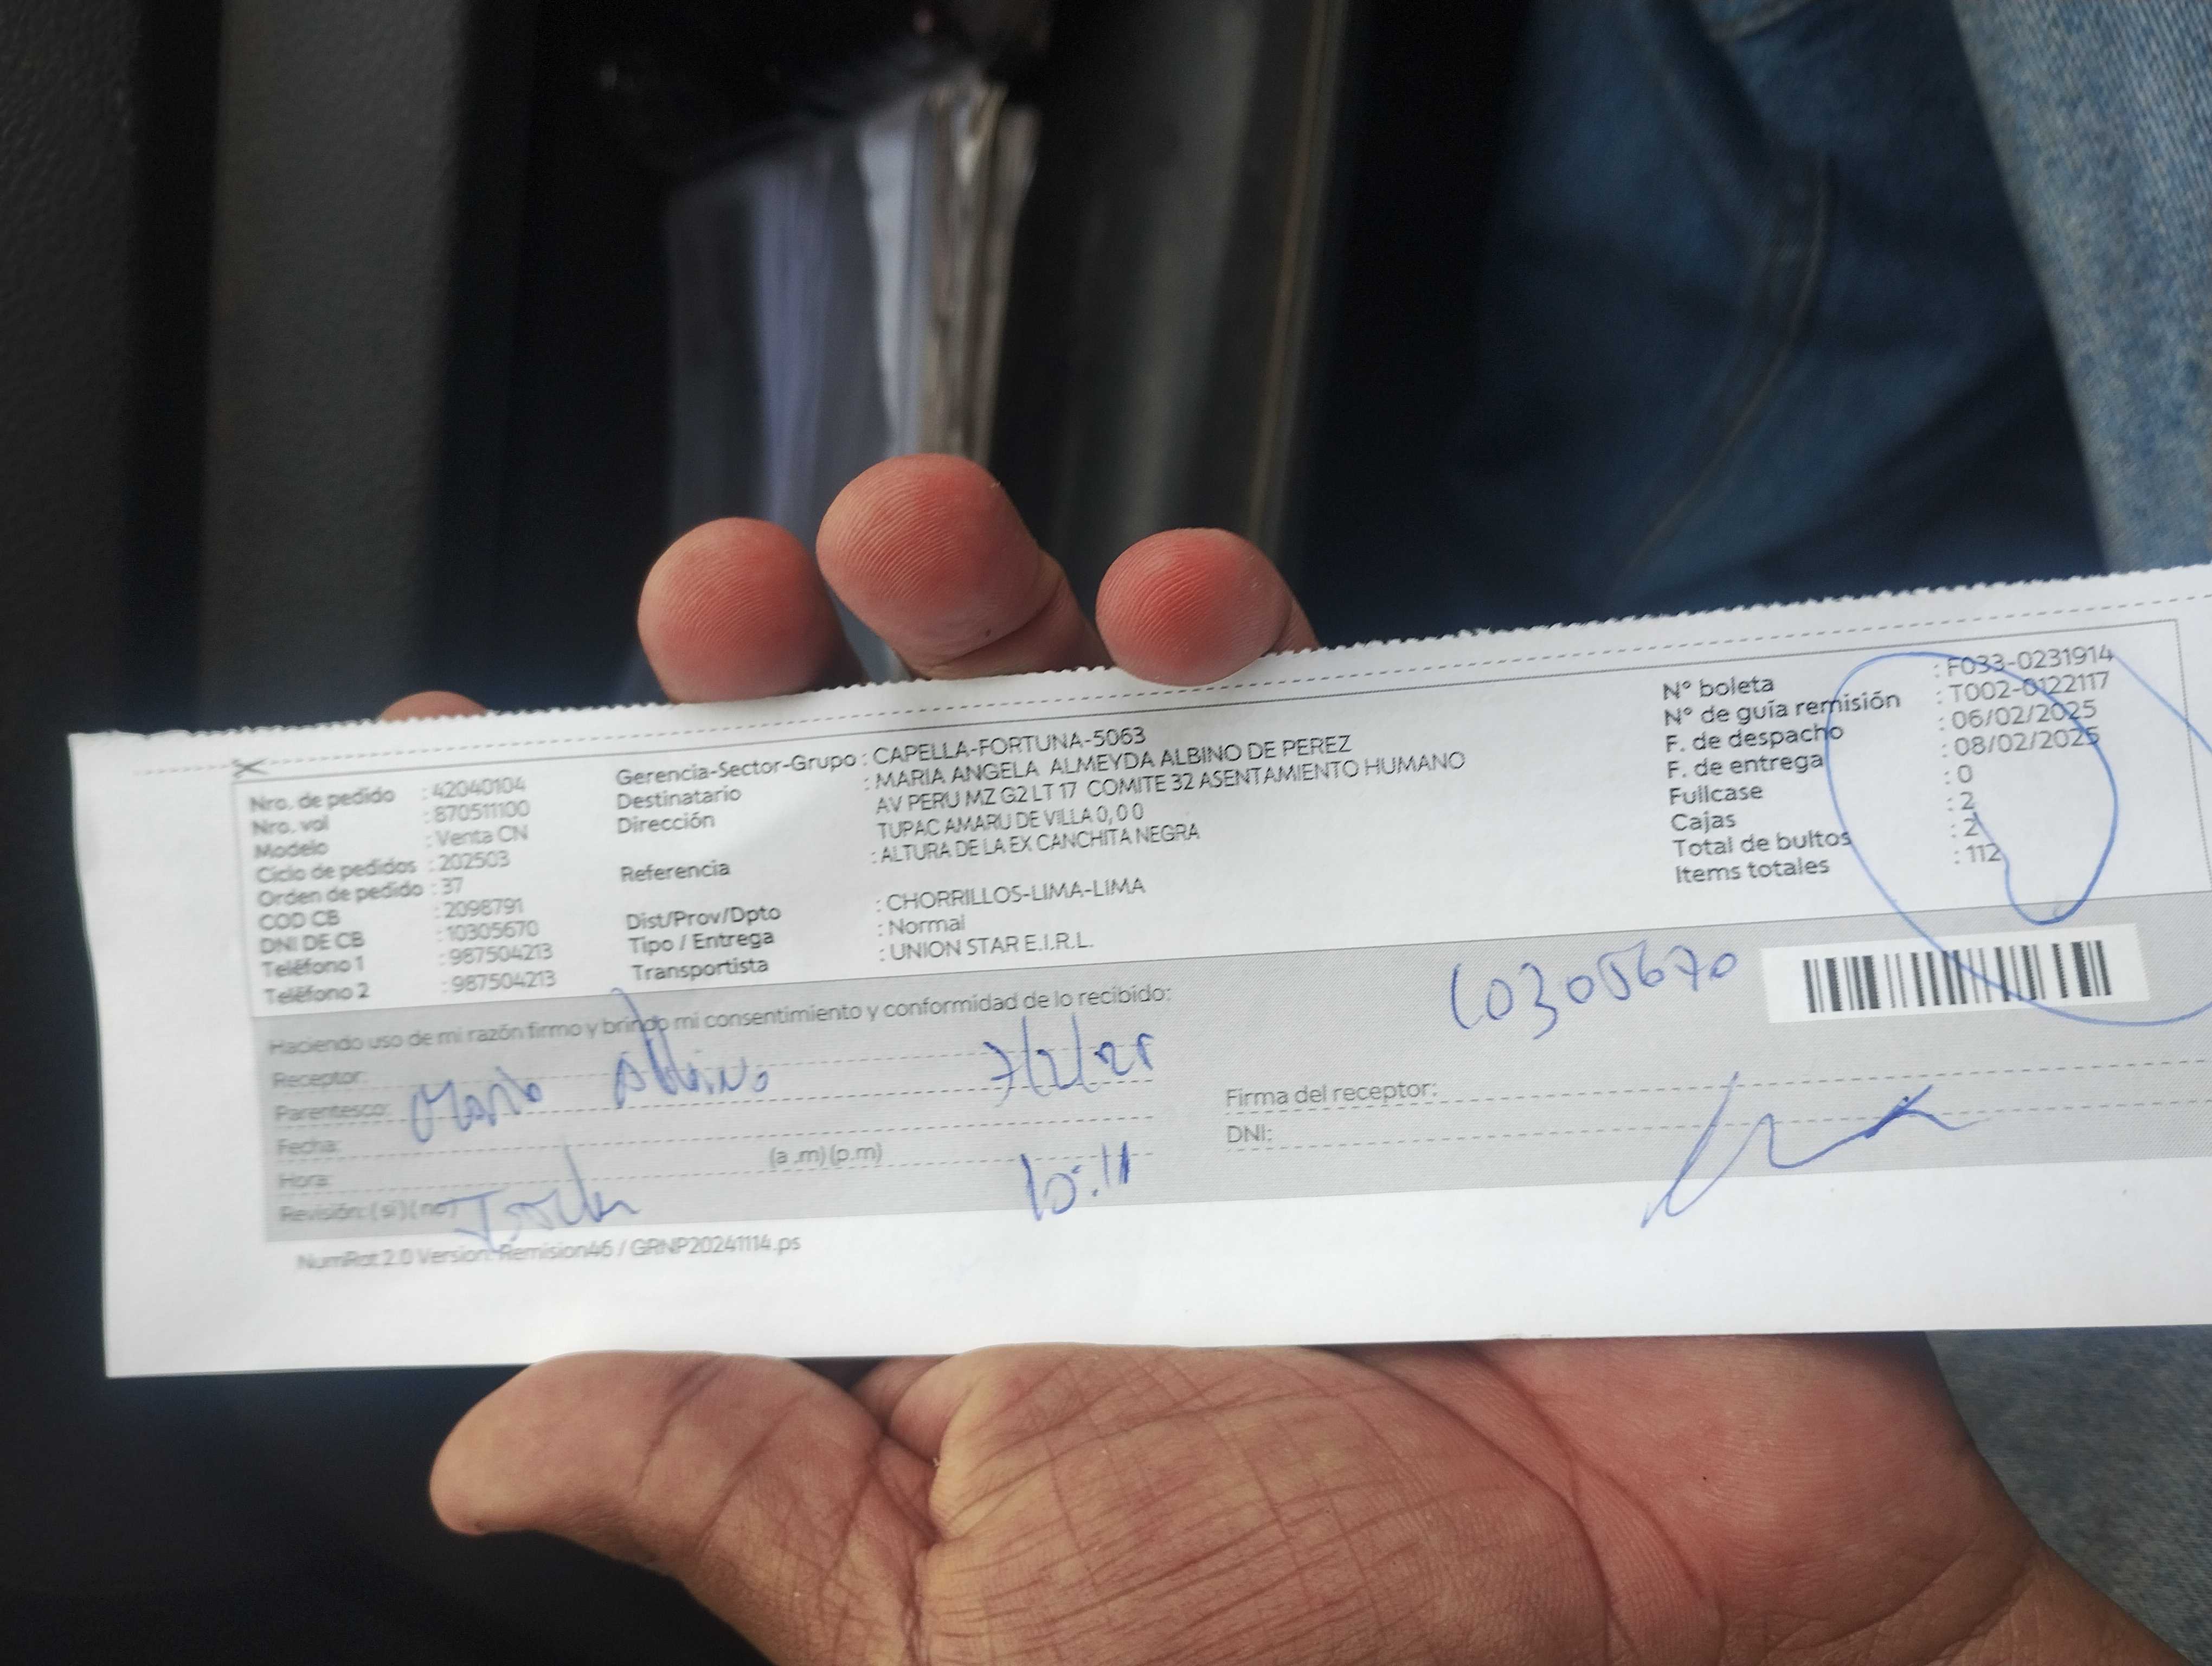 Nro. de pedido : 42040104
Nro. vol : 870511100
Modelo : Venta CN
Ciclo de pedidos : 202503
Orden de pedido : 37
COD CB : 2098791
DNI DE CB : 10305670
Teléfono 1 : 987504213
Teléfono 2 : 987504213
Gerencia-Sector-Grupo : CAPELLA-FORTUNA-5063
Destinatario : MARIA ANGELA ALMEYDA ALBINO DE PEREZ
Dirección AV PERU MZ G2 LT 17 COMITE 32 ASENTAMIENTO HUMANO
TUPAC AMARU DE VILLA 0, 0 0
Referencia : ALTURA DE LA EX CANCHITA NEGRA
Dist/Prov/Dpto : CHORRILLOS-LIMA-LIMA
Tipo / Entrega : Normal
Transportista : UNION STAR E.I.R.L.
N° boleta : F033-0231914
N° de guía remisión : T002-0122117
F. de despacho : 06/02/2025
F. de entrega : 08/02/2025
Fullcase : 0
Cajas : 2
Total de bultos : 2
Items totales : 112
Haciendo uso de mi razón firmo y brindo mi consentimiento y conformidad de lo recibido:
10305670
Receptor:
Parentesco: Maria Albino 7/2/25
Fecha:
Hora: (a .m) (p.m) 10:11
Revisión: ( si ) ( no )
Firma del receptor:
DNI:
NumRot 2.0 Version: Remision46 / GRNP20241114.ps